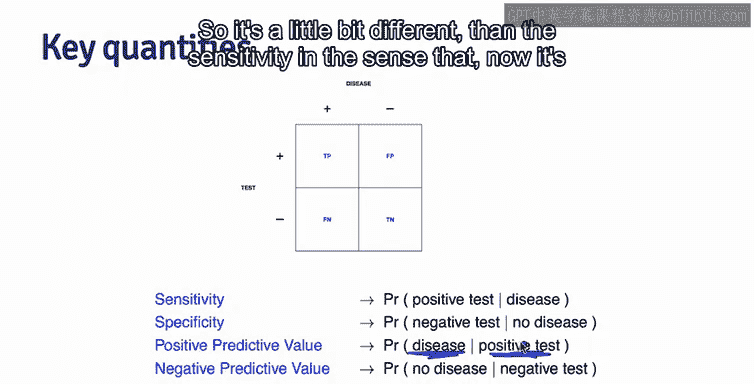 So it's a little bit different, than the
sensitivity in the sense that, now it's
Key quantities
DISEASE
+ −
+ TP FP
TEST
− FN TN
Sensitivity → Pr ( positive test | disease )
Specificity → Pr ( negative test | no disease )
Positive Predictive Value → Pr ( disease | positive test )
Negative Predictive Value → Pr ( no disease | negative test )